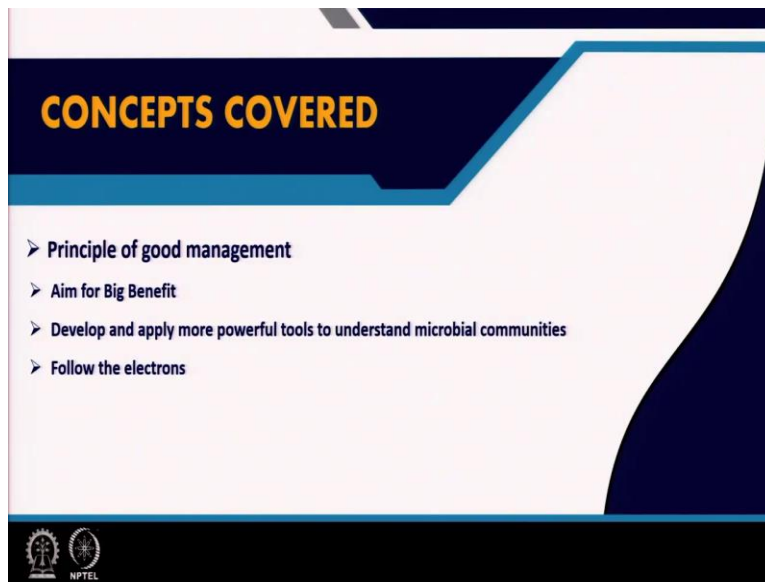 CONCEPTS COVERED
➤ Principle of good management
➤ Aim for Big Benefit
➤ Develop and apply more powerful tools to understand microbial communities
➤ Follow the electrons
NPTEL